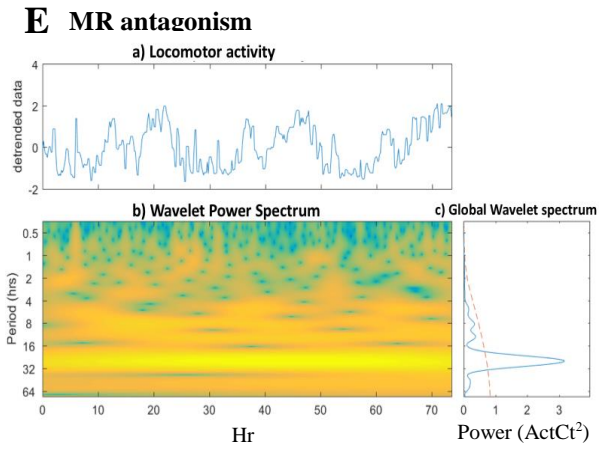 E MR antagonism
a) Locomotor activity
4
2
0
-2
detrended data
b) Wavelet Power Spectrum
c) Global Wavelet spectrum
0.5
1
2
4
8
16
32
64
Period (hrs)
0 10 20 30 40 50 60 70
0 1 2 3
Hr
Power (ActCt²)